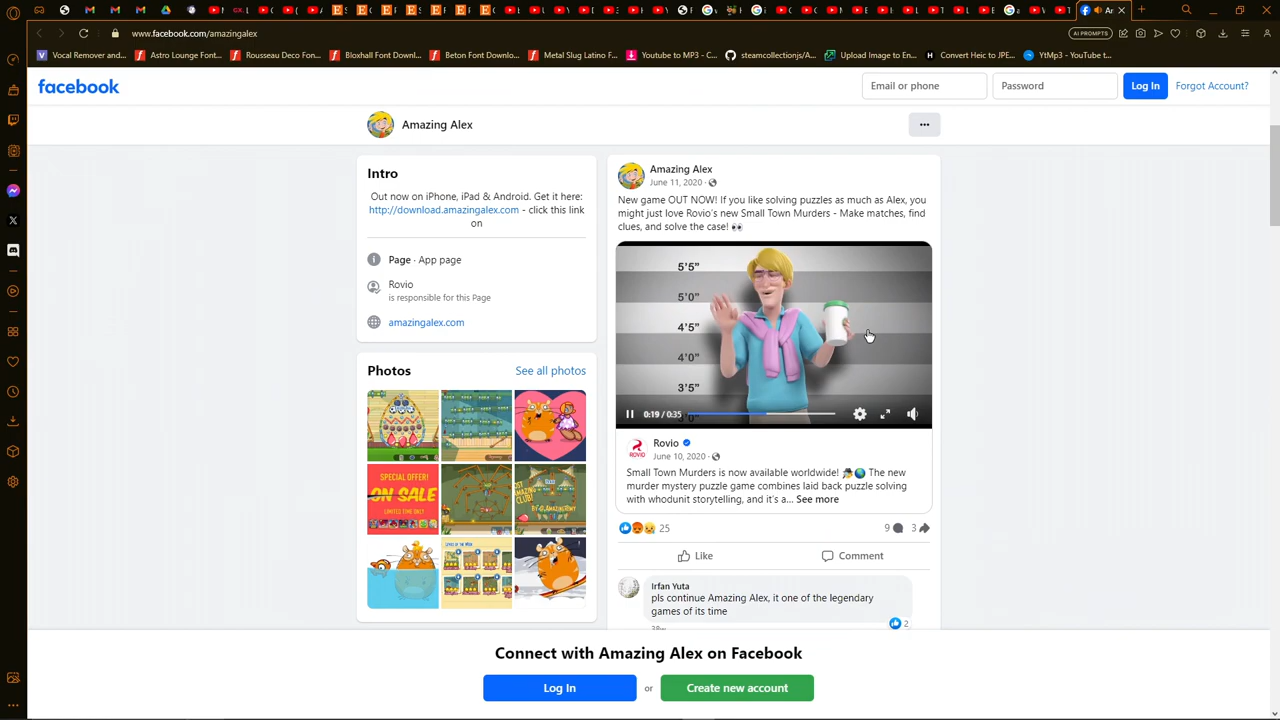 www.facebook.com/amazingalex
AI PROMPTS
Vocal Remover and...
Astro Lounge Font...
Rousseau Deco Fon...
Bloxhall Font Downl...
Beton Font Downlo...
Metal Slug Latino F...
Youtube to MP3 - C...
steamcollectionjs/A...
Upload Image to En...
Convert Heic to JPE...
YtMp3 - YouTube t...
facebook
Email or phone
Password
Log In
Forgot Account?
Amazing Alex
Intro
Out now on iPhone, iPad & Android. Get it here:
http://download.amazingalex.com - click this link
on
Page · App page
Rovio
is responsible for this Page
amazingalex.com
Photos
See all photos
SPECIAL OFFER!
ON SALE
LIMITED TIME ONLY
Amazing Alex
June 11, 2020
New game OUT NOW! If you like solving puzzles as much as Alex, you
might just love Rovio's new Small Town Murders - Make matches, find
clues, and solve the case! 👀
5'5"
5'0"
4'5"
4'0"
3'5"
0:19 / 0:35
ROVIO
Rovio
June 10, 2020
Small Town Murders is now available worldwide! 🕵🌍 The new
murder mystery puzzle game combines laid back puzzle solving
with whodunit storytelling, and it's a... See more
25
9
3
Like
Comment
Irfan Yuta
pls continue Amazing Alex, it one of the legendary
games of its time
2
38w
Connect with Amazing Alex on Facebook
Log In
or
Create new account